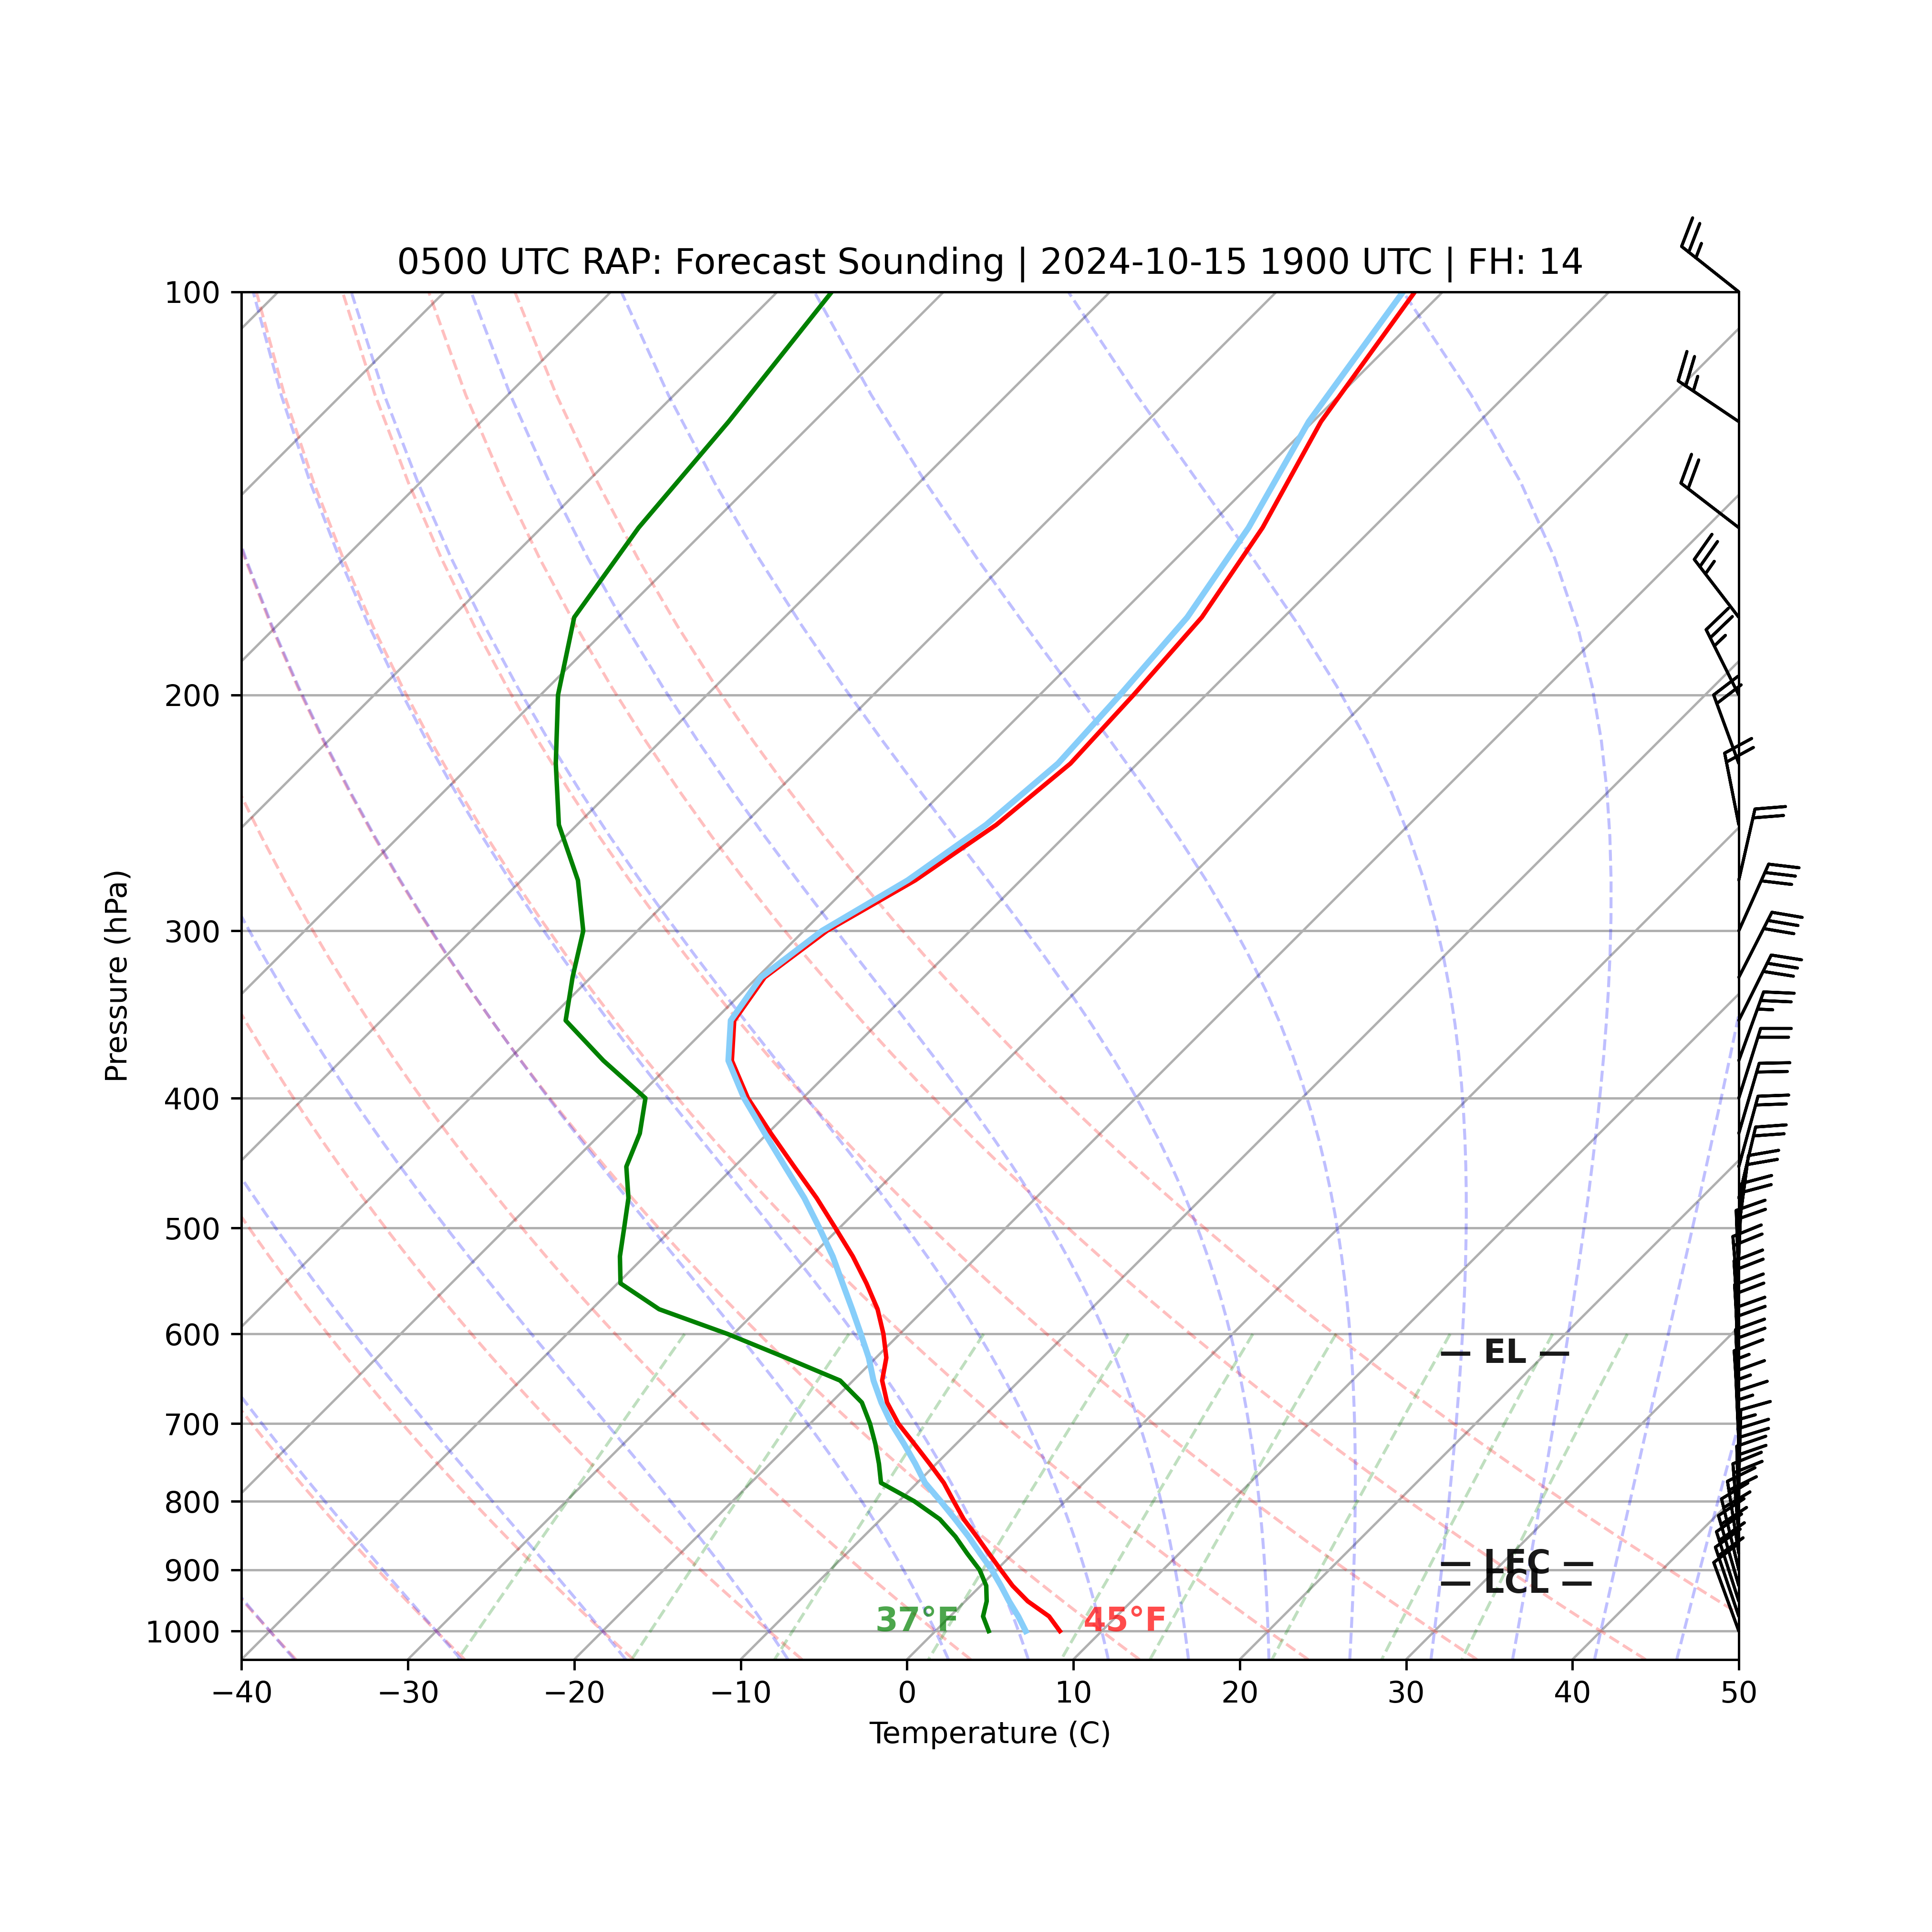 0500 UTC RAP: Forecast Sounding | 2024-10-15 1900 UTC | FH: 14
100
200
300
400
500
600
700
800
900
1000
Pressure (hPa)
— EL —
— LFC —
— LCL —
37°F
45°F
−40 −30 −20 −10 0 10 20 30 40 50
Temperature (C)